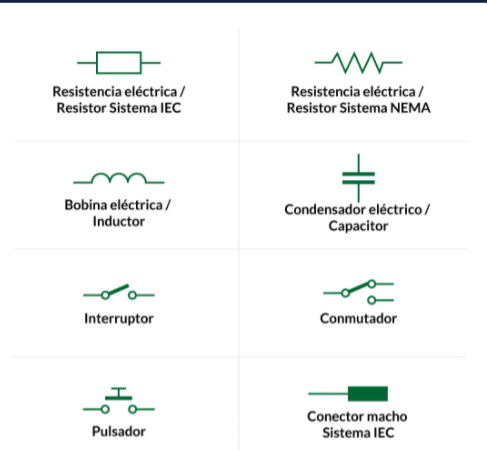 Resistencia eléctrica /
Resistor Sistema IEC
Resistencia eléctrica /
Resistor Sistema NEMA
Bobina eléctrica /
Inductor
Condensador eléctrico /
Capacitor
Interruptor
Conmutador
Pulsador
Conector macho
Sistema IEC